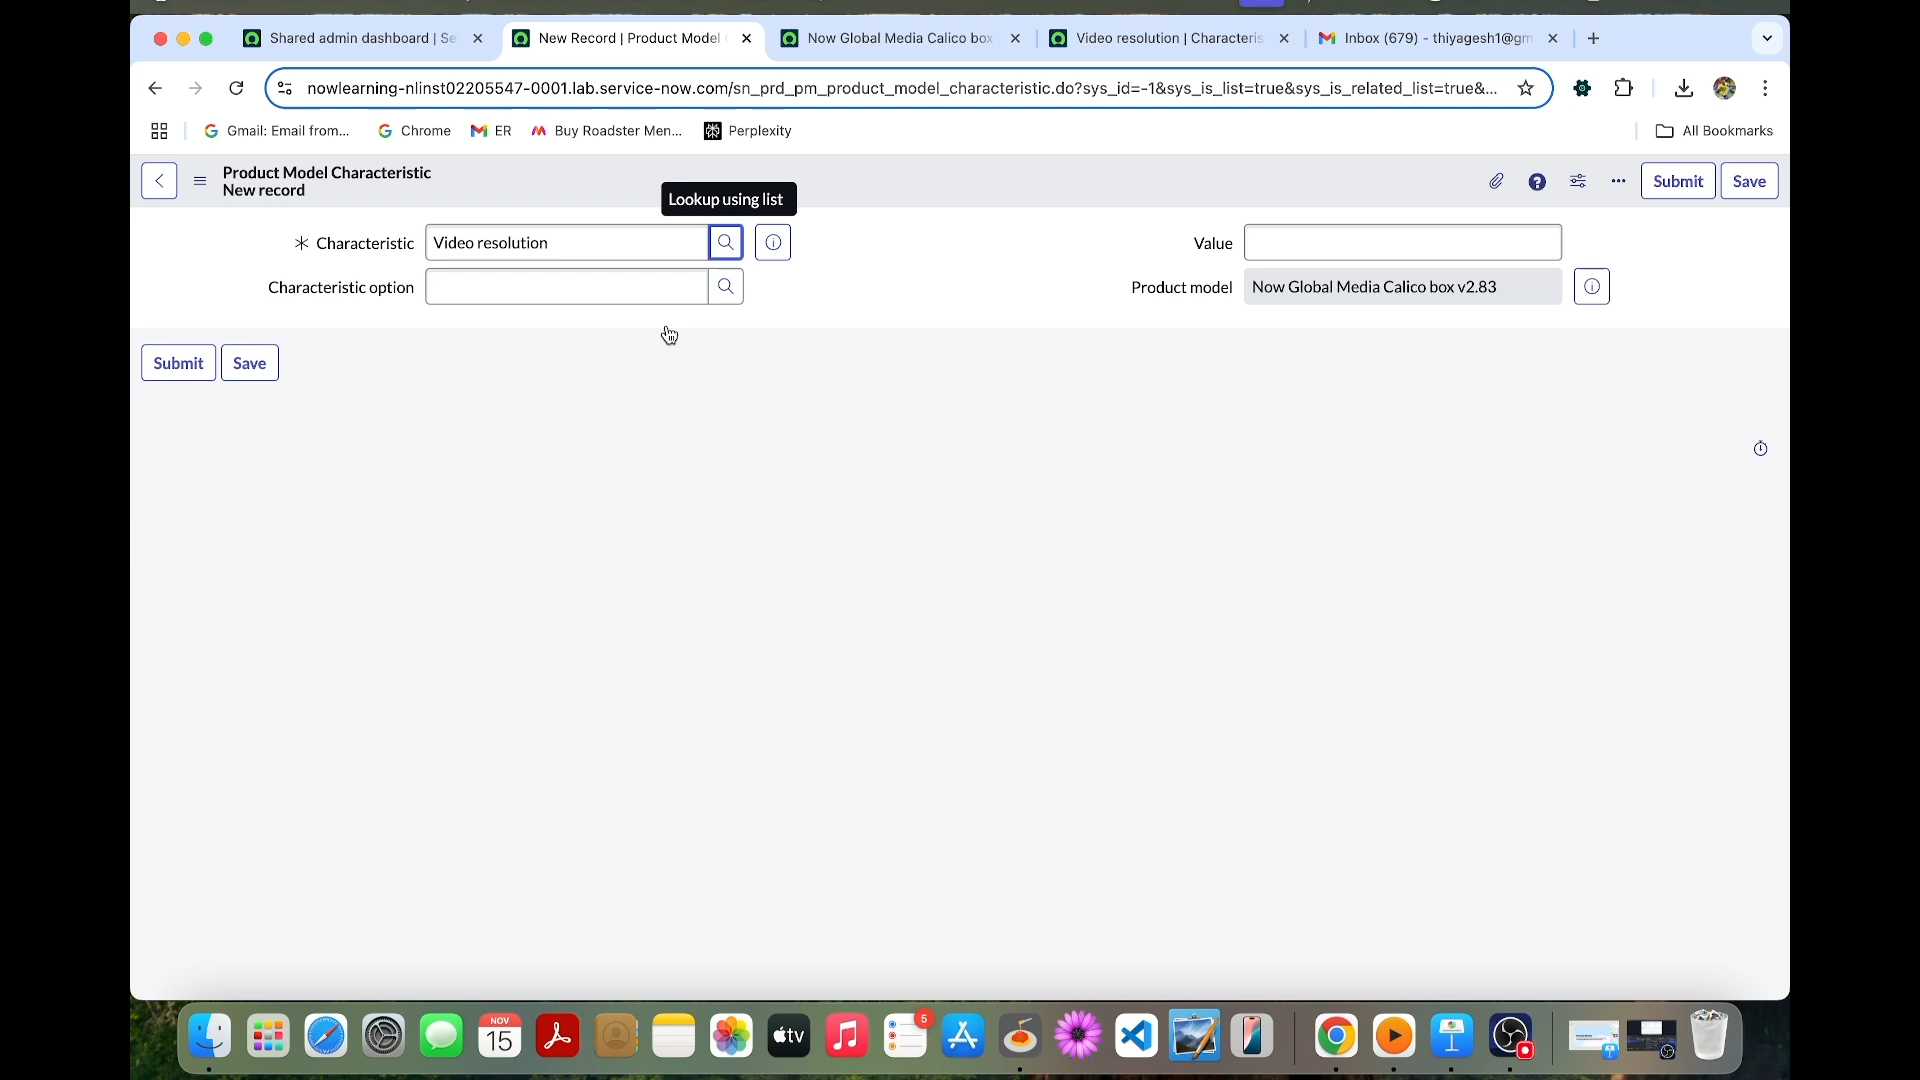 Shared admin dashboard | Se
New Record | Product Model
Now Global Media Calico box
Video resolution | Characteris
Inbox (679) - thiyagesh1@gm
nowlearning-nlinst02205547-0001.lab.service-now.com/sn_prd_pm_product_model_characteristic.do?sys_id=-1&sys_is_list=true&sys_is_related_list=true&...
Gmail: Email from...
Chrome
ER
Buy Roadster Men...
Perplexity
All Bookmarks
Product Model Characteristic
New record
Submit
Save
Lookup using list
Characteristic
Video resolution
Value
Characteristic option
Product model
Now Global Media Calico box v2.83
Submit
Save
NOV
15
tv
5